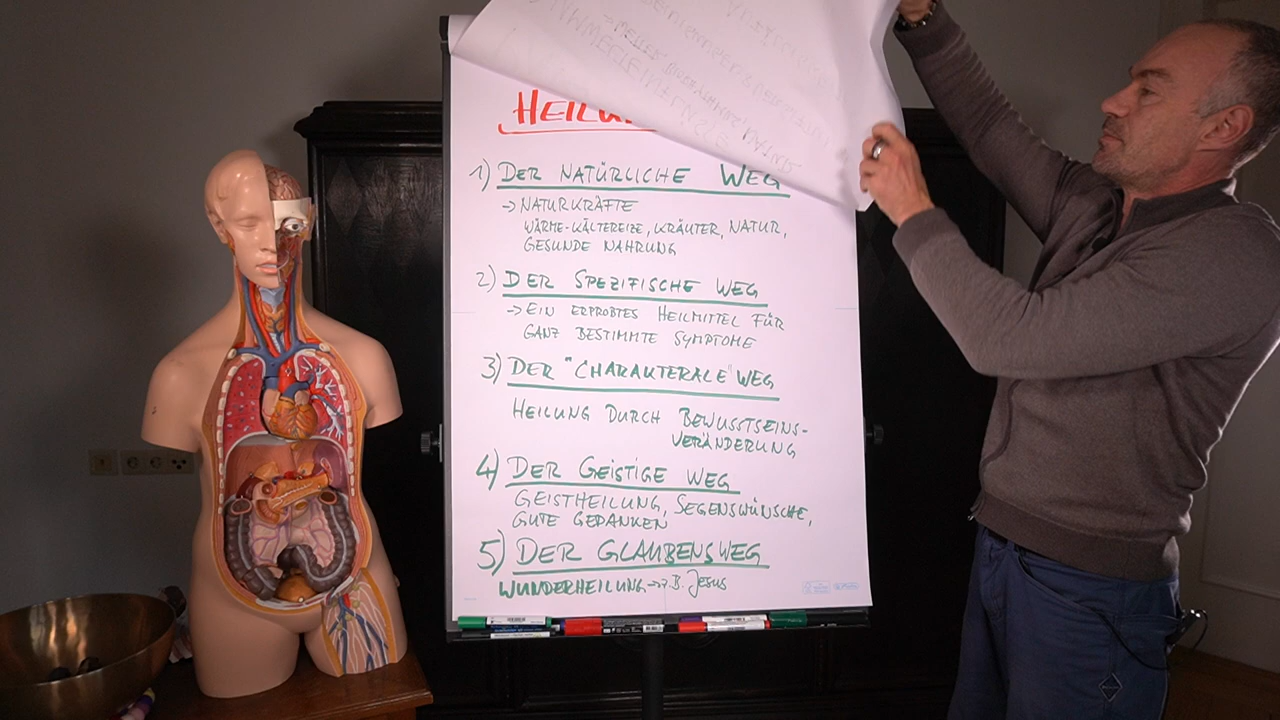 1) DER NATÜRLICHE WEG
→ NATURKRÄFTE
WÄRME-KÄLTEREIZE, KRÄUTER, NATUR,
GESUNDE NAHRUNG
2) DER SPEZIFISCHE WEG
→ EIN ERPROBTES HEILMITTEL FÜR
GANZ BESTIMMTE SYMPTOME
3) DER "CHARAKTERALE" WEG
HEILUNG DURCH BEWUSSTSEINS-
VERÄNDERUNG
4) DER GEISTIGE WEG
GEISTHEILUNG, SEGENSWÜNSCHE,
GUTE GEDANKEN
5) DER GLAUBENSWEG
WUNDERHEILUNG → z.B. JESUS